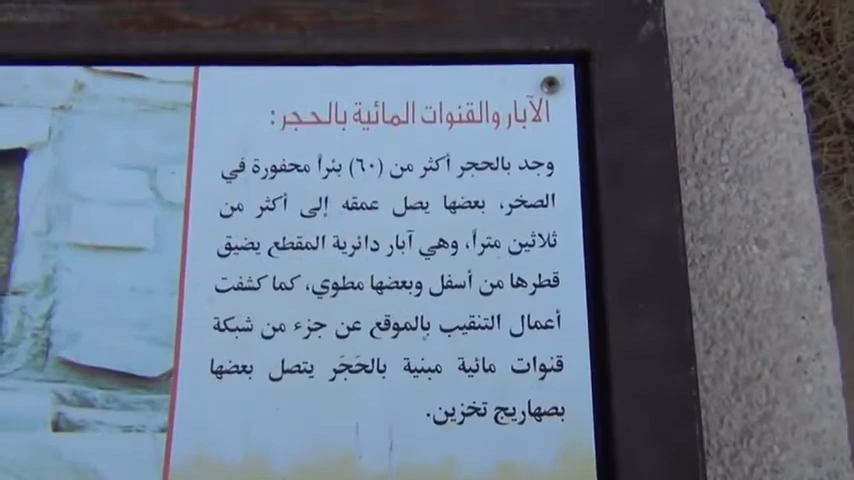 الآبار والقنوات المائية بالحجر:
وجد بالحجر أكثر من (٦٠) بئراً محفورة في
الصخر، بعضها يصل عمقه إلى أكثر من
ثلاثين متراً، وهي آبار دائرية المقطع يضيق
قطرها من أسفل وبعضها مطوي، كما كشفت
أعمال التنقيب بالموقع عن جزء من شبكة
قنوات مائية مبنية بالحَجَر يتصل بعضها
بصهاريج تخزين.